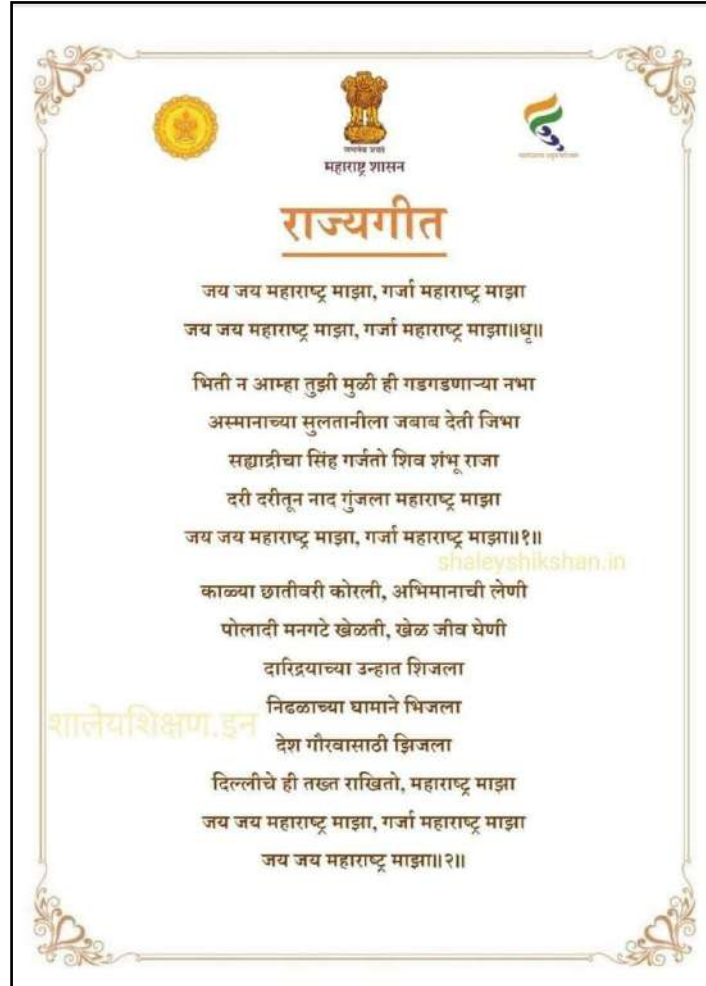 सत्यमेव जयते
महाराष्ट्र शासन
राज्यगीत
जय जय महाराष्ट्र माझा, गर्जा महाराष्ट्र माझा
जय जय महाराष्ट्र माझा, गर्जा महाराष्ट्र माझा॥धृ॥
भिती न आम्हा तुझी मुळी ही गडगडणाऱ्या नभा
अस्मानाच्या सुलतानीला जबाब देती जिभा
सह्याद्रीचा सिंह गर्जतो शिव शंभू राजा
दरी दरीतून नाद गुंजला महाराष्ट्र माझा
जय जय महाराष्ट्र माझा, गर्जा महाराष्ट्र माझा॥१॥
shaleyshikshan.in
काळ्या छातीवरी कोरली, अभिमानाची लेणी
पोलादी मनगटे खेळती, खेळ जीव घेणी
दारिद्रयाच्या उन्हात शिजला
निढळाच्या घामाने भिजला
शालेयशिक्षण.इन
देश गौरवासाठी झिजला
दिल्लीचे ही तख्त राखितो, महाराष्ट्र माझा
जय जय महाराष्ट्र माझा, गर्जा महाराष्ट्र माझा
जय जय महाराष्ट्र माझा॥२॥